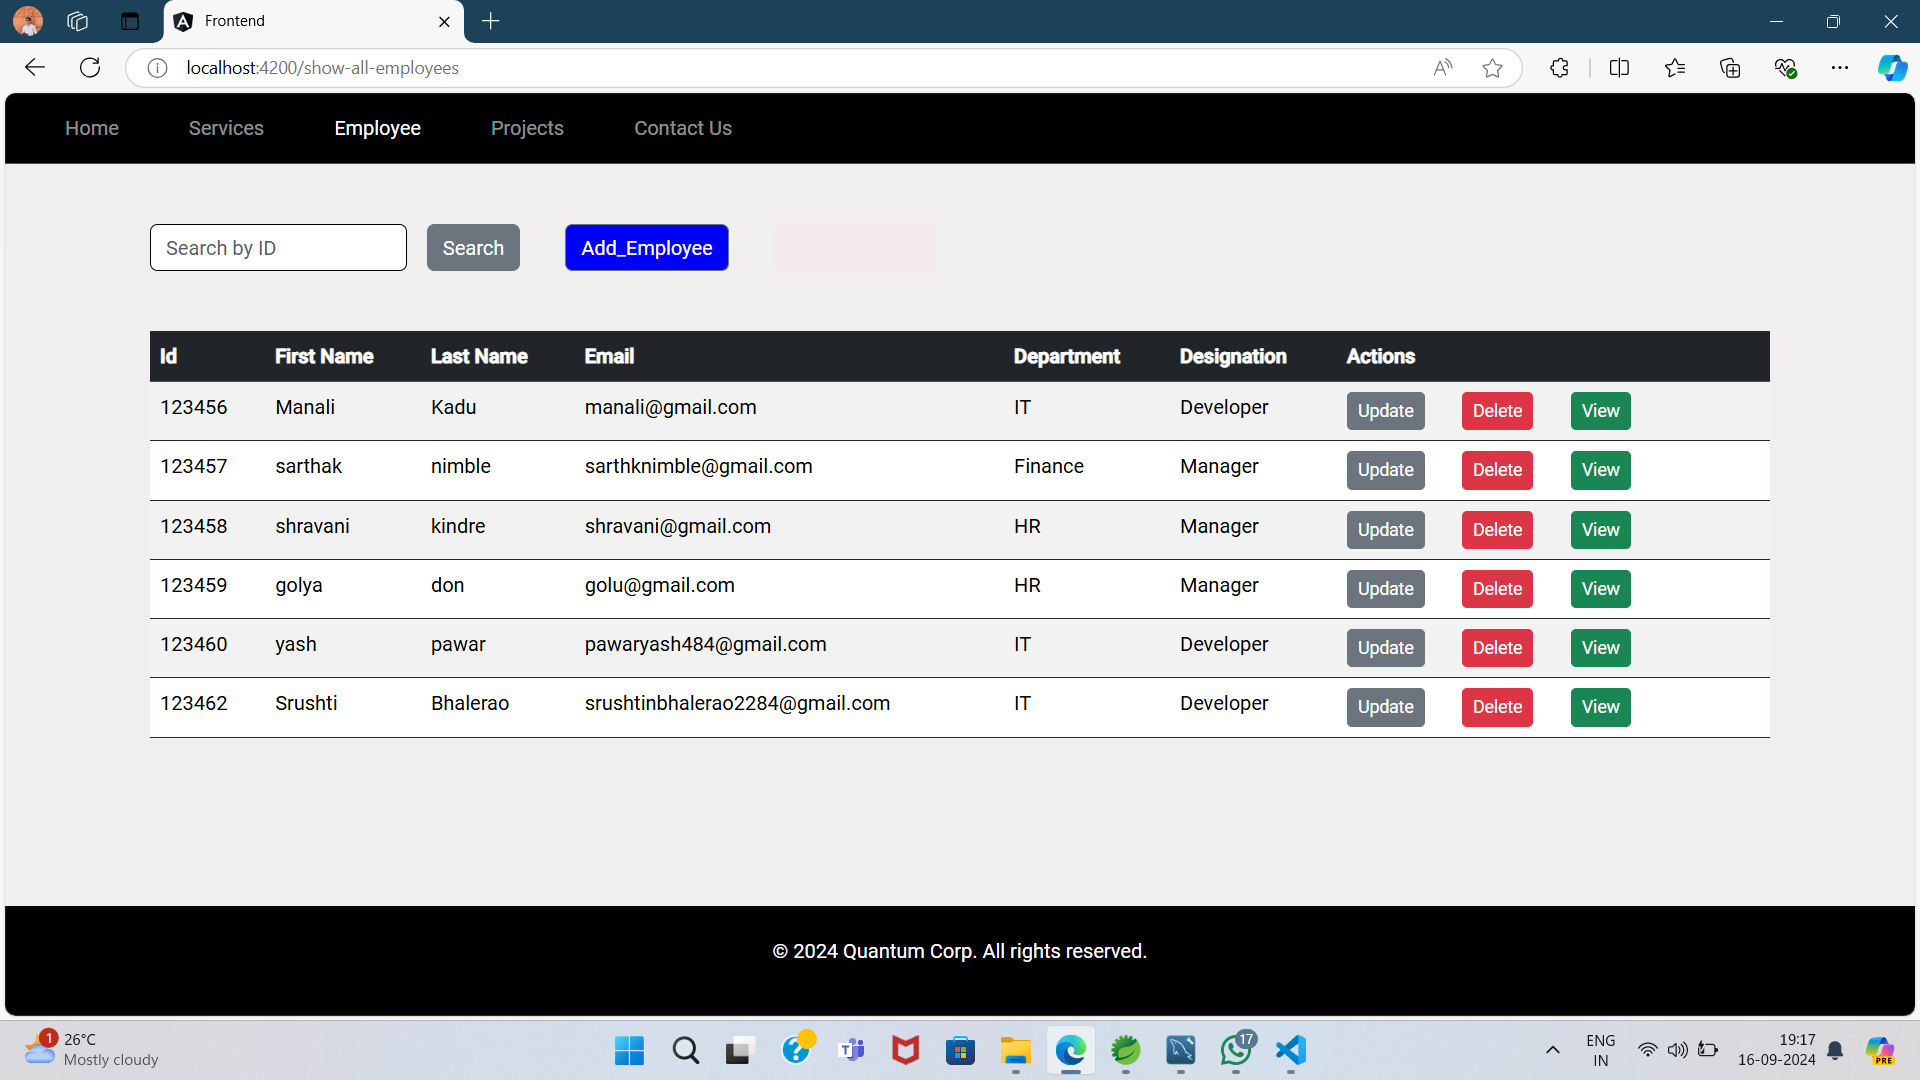 Frontend
localhost:4200/show-all-employees
Home Services Employee Projects Contact Us
Search by ID Search Add_Employee
Id First Name Last Name Email Department Designation Actions
123456 Manali Kadu manali@gmail.com IT Developer Update Delete View
123457 sarthak nimble sarthknimble@gmail.com Finance Manager Update Delete View
123458 shravani kindre shravani@gmail.com HR Manager Update Delete View
123459 golya don golu@gmail.com HR Manager Update Delete View
123460 yash pawar pawaryash484@gmail.com IT Developer Update Delete View
123462 Srushti Bhalerao srushtinbhalerao2284@gmail.com IT Developer Update Delete View
© 2024 Quantum Corp. All rights reserved.
1 26°C
Mostly cloudy
17
ENG
IN
19:17
16-09-2024
PRE